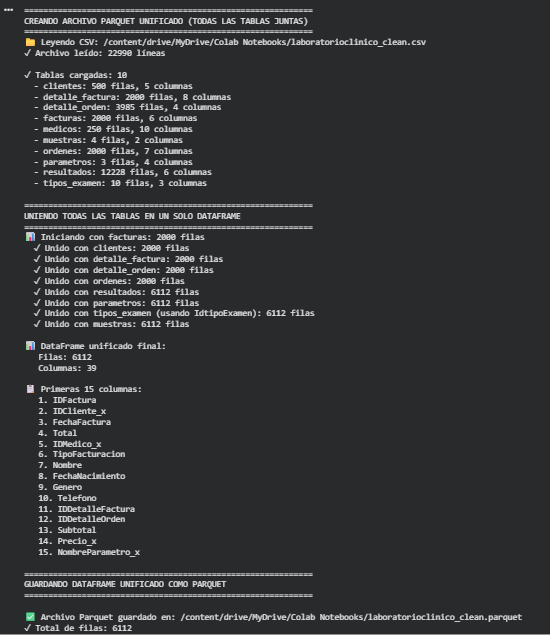 ============================================================
CREANDO ARCHIVO PARQUET UNIFICADO (TODAS LAS TABLAS JUNTAS)
============================================================
📁 Leyendo CSV: /content/drive/MyDrive/Colab Notebooks/laboratorioclinico_clean.csv
✓ Archivo leído: 22990 líneas
✓ Tablas cargadas: 10
- clientes: 500 filas, 5 columnas
- detalle_factura: 2000 filas, 8 columnas
- detalle_orden: 3985 filas, 4 columnas
- facturas: 2000 filas, 6 columnas
- medicos: 250 filas, 10 columnas
- muestras: 4 filas, 2 columnas
- ordenes: 2000 filas, 7 columnas
- parametros: 3 filas, 4 columnas
- resultados: 12228 filas, 6 columnas
- tipos_examen: 10 filas, 3 columnas
============================================================
UNIENDO TODAS LAS TABLAS EN UN SOLO DATAFRAME
============================================================
📊 Iniciando con facturas: 2000 filas
✓ Unido con clientes: 2000 filas
✓ Unido con detalle_factura: 2000 filas
✓ Unido con detalle_orden: 2000 filas
✓ Unido con ordenes: 2000 filas
✓ Unido con resultados: 6112 filas
✓ Unido con parametros: 6112 filas
✓ Unido con tipos_examen (usando IdtipoExamen): 6112 filas
✓ Unido con muestras: 6112 filas
📊 DataFrame unificado final:
Filas: 6112
Columnas: 39
📋 Primeras 15 columnas:
1. IDFactura
2. IDCliente_x
3. FechaFactura
4. Total
5. IDMedico_x
6. TipoFacturacion
7. Nombre
8. FechaNacimiento
9. Genero
10. Telefono
11. IDDetalleFactura
12. IDDetalleOrden
13. Subtotal
14. Precio_x
15. NombreParametro_x
============================================================
GUARDANDO DATAFRAME UNIFICADO COMO PARQUET
============================================================
✅ Archivo Parquet guardado en: /content/drive/MyDrive/Colab Notebooks/laboratorioclinico_clean.parquet
✓ Total de filas: 6112